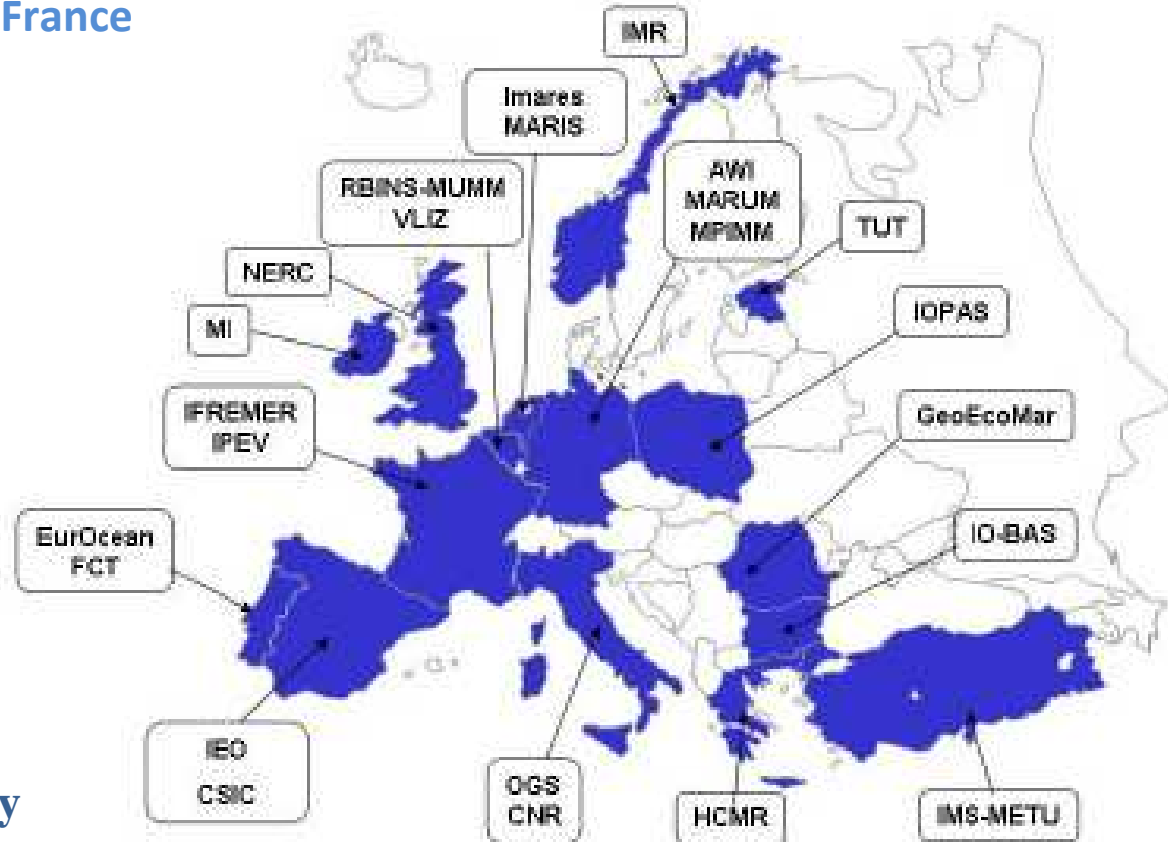 France
IMR
Imares
MARIS
RBINS-MUMM
VLIZ
AWI
MARUM
MPIMM
TUT
NERC
MI
IOPAS
IFREMER
IPEV
GeoEcoMar
EurOcean
FCT
IO-BAS
IEO
CSIC
OGS
CNR
HCMR
IMS-METU
y